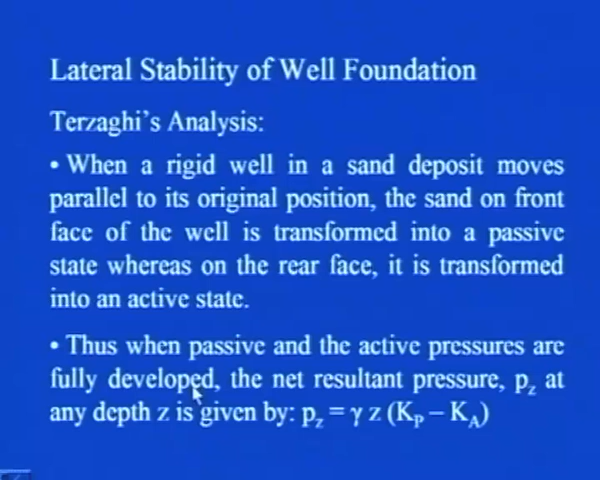 Lateral Stability of Well Foundation
Terzaghi's Analysis:
• When a rigid well in a sand deposit moves
parallel to its original position, the sand on front
face of the well is transformed into a passive
state whereas on the rear face, it is transformed
into an active state.
• Thus when passive and the active pressures are
fully developed, the net resultant pressure, p_z at
any depth z is given by: p_z = γ z (K_P – K_A)